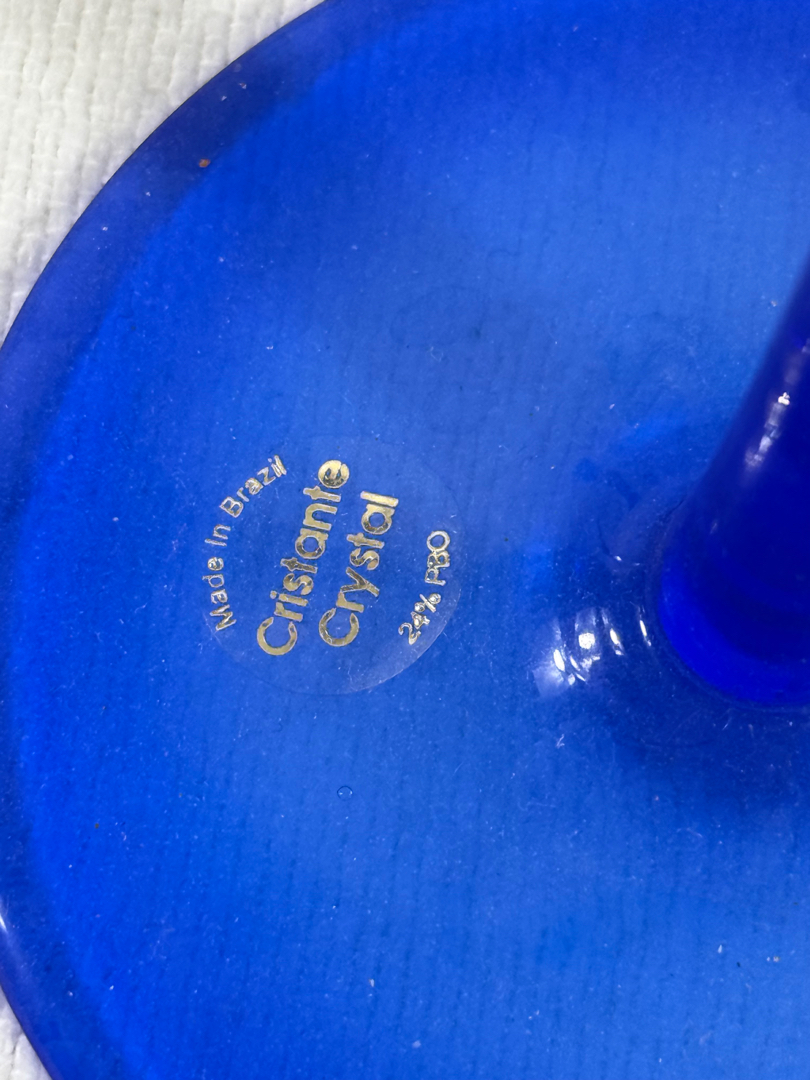 Made In Brazil
Cristante
Crystal
24% PBO